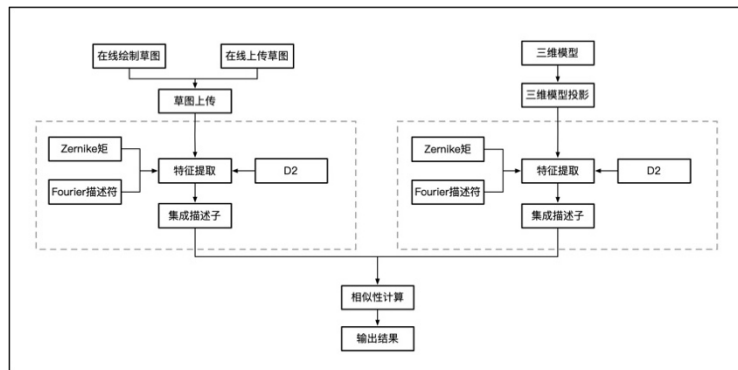 在线绘制草图
在线上传草图
草图上传
Zernike矩
Fourier描述符
特征提取
D2
集成描述子
三维模型
三维模型投影
Zernike矩
Fourier描述符
特征提取
D2
集成描述子
相似性计算
输出结果